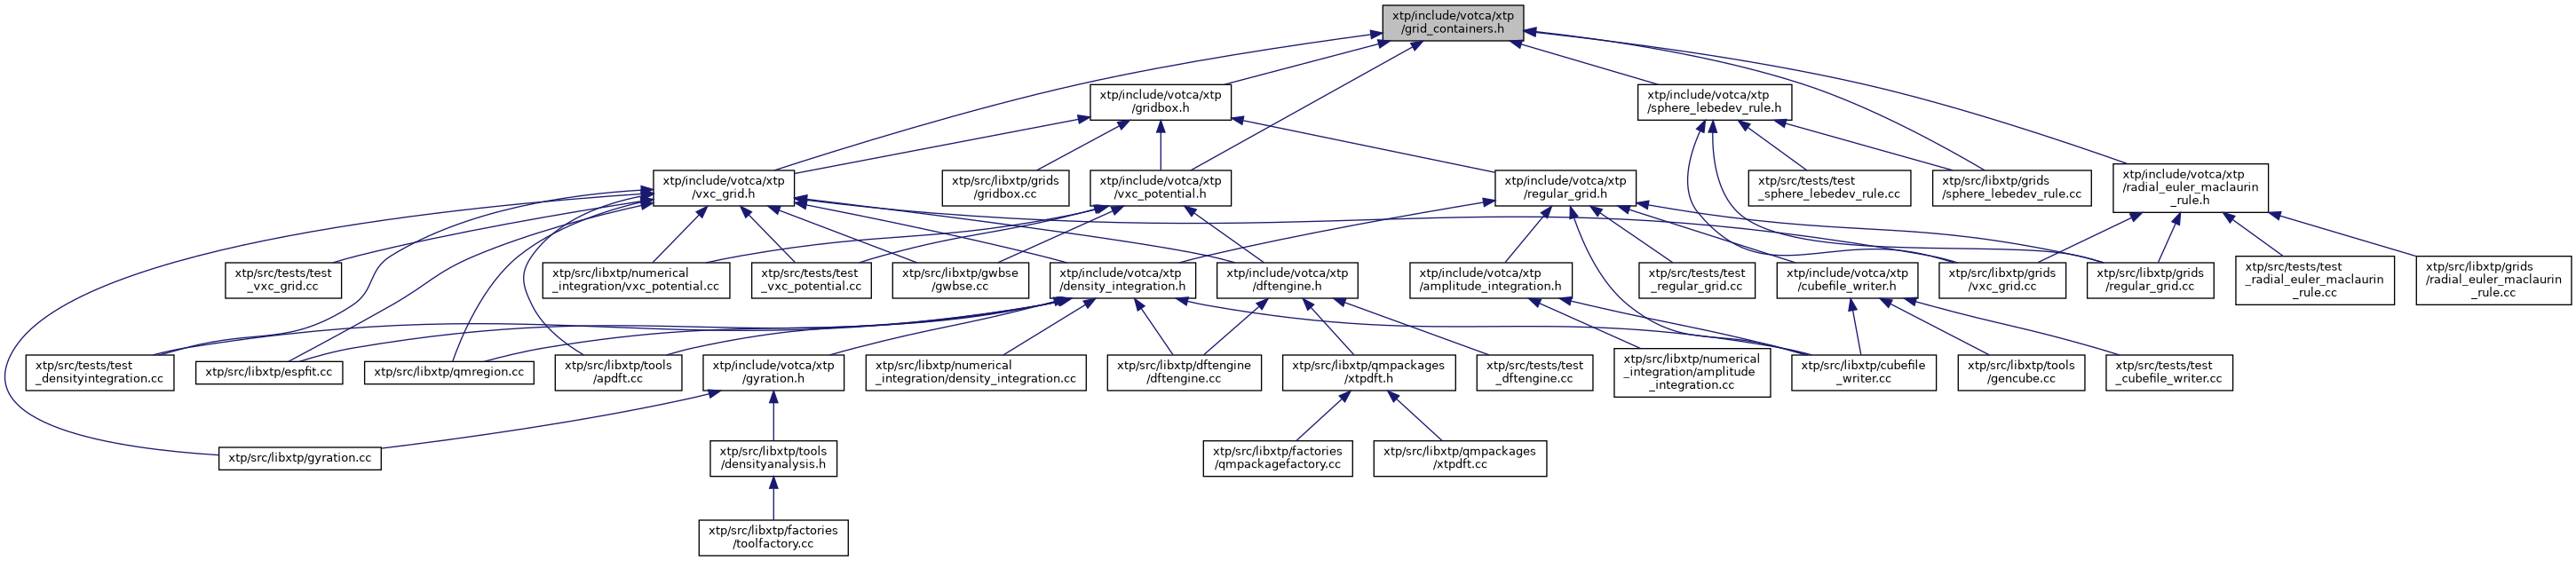 xtp/include/votca/xtp
/grid_containers.h
xtp/include/votca/xtp
/gridbox.h
xtp/include/votca/xtp
/sphere_lebedev_rule.h
xtp/include/votca/xtp
/vxc_grid.h
xtp/src/libxtp/grids
/gridbox.cc
xtp/include/votca/xtp
/vxc_potential.h
xtp/include/votca/xtp
/regular_grid.h
xtp/src/tests/test
_sphere_lebedev_rule.cc
xtp/src/libxtp/grids
/sphere_lebedev_rule.cc
xtp/include/votca/xtp
/radial_euler_maclaurin
_rule.h
xtp/src/tests/test
_vxc_grid.cc
xtp/src/libxtp/numerical
_integration/vxc_potential.cc
xtp/src/tests/test
_vxc_potential.cc
xtp/src/libxtp/gwbse
/gwbse.cc
xtp/include/votca/xtp
/density_integration.h
xtp/include/votca/xtp
/dftengine.h
xtp/include/votca/xtp
/amplitude_integration.h
xtp/src/tests/test
_regular_grid.cc
xtp/include/votca/xtp
/cubefile_writer.h
xtp/src/libxtp/grids
/vxc_grid.cc
xtp/src/libxtp/grids
/regular_grid.cc
xtp/src/tests/test
_radial_euler_maclaurin
_rule.cc
xtp/src/libxtp/grids
/radial_euler_maclaurin
_rule.cc
xtp/src/tests/test
_densityintegration.cc
xtp/src/libxtp/espfit.cc
xtp/src/libxtp/qmregion.cc
xtp/src/libxtp/tools
/apdft.cc
xtp/include/votca/xtp
/gyration.h
xtp/src/libxtp/numerical
_integration/density_integration.cc
xtp/src/libxtp/dftengine
/dftengine.cc
xtp/src/libxtp/qmpackages
/xtpdft.h
xtp/src/tests/test
_dftengine.cc
xtp/src/libxtp/numerical
_integration/amplitude
_integration.cc
xtp/src/libxtp/cubefile
_writer.cc
xtp/src/libxtp/tools
/gencube.cc
xtp/src/tests/test
_cubefile_writer.cc
xtp/src/libxtp/gyration.cc
xtp/src/libxtp/tools
/densityanalysis.h
xtp/src/libxtp/factories
/qmpackagefactory.cc
xtp/src/libxtp/qmpackages
/xtpdft.cc
xtp/src/libxtp/factories
/toolfactory.cc